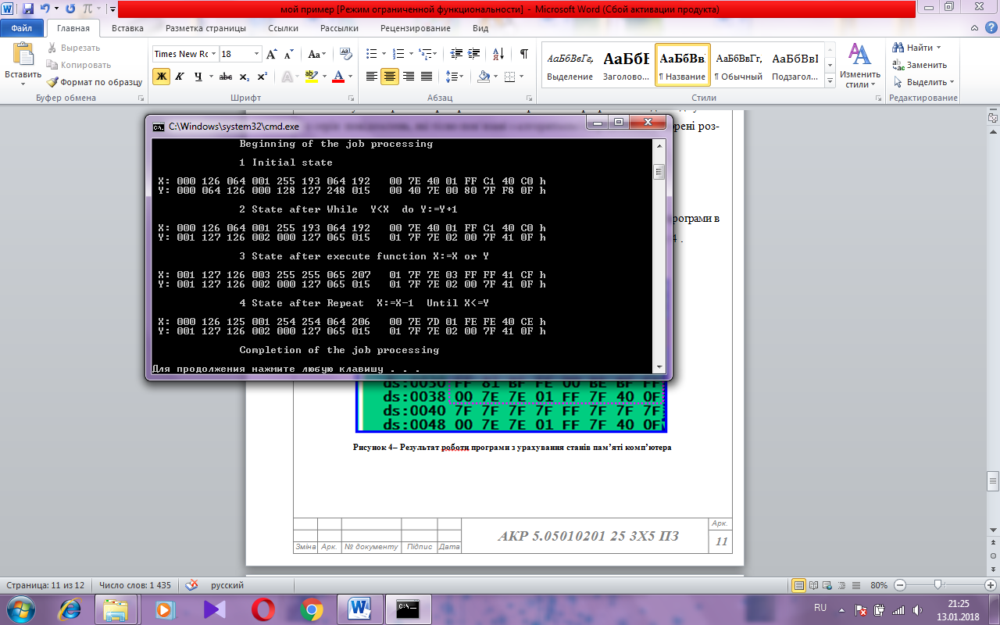 мой пример [Режим ограниченной функциональности] - Microsoft Word (Сбой активации продукта)
Файл Главная Вставка Разметка страницы Ссылки Рассылки Рецензирование Вид
Вставить
Вырезать
Копировать
Формат по образцу
Буфер обмена
Times New Ro 18
Ж К Ч abc x₂ x²
Шрифт
Абзац
АаБбВвГг, АаБбВ АаБбВв АаБбВвГг, АаБбВвІ
Выделение Заголово... ¶ Название ¶ Обычный Подзагол...
Стили
Изменить стили
Найти
Заменить
Выделить
Редактирование
C:\Windows\system32\cmd.exe
рені роз-
Beginning of the job processing
1 Initial state
X: 000 126 064 001 255 193 064 192 00 7E 40 01 FF C1 40 C0 h
Y: 000 064 126 000 128 127 248 015 00 40 7E 00 80 7F F8 0F h
2 State after While Y<X do Y:=Y+1
X: 000 126 064 001 255 193 064 192 00 7E 40 01 FF C1 40 C0 h
рограми в
Y: 001 127 126 002 000 127 065 015 01 7F 7E 02 00 7F 41 0F h
4 .
3 State after execute function X:=X or Y
X: 001 127 126 003 255 255 065 207 01 7F 7E 03 FF FF 41 CF h
Y: 001 127 126 002 000 127 065 015 01 7F 7E 02 00 7F 41 0F h
4 State after Repeat X:=X-1 Until X<=Y
X: 000 126 125 001 254 254 064 206 00 7E 7D 01 FE FE 40 CE h
Y: 001 127 126 002 000 127 065 015 01 7F 7E 02 00 7F 41 0F h
Completion of the job processing
Для продолжения нажмите любую клавишу . . .
ds:0030 FF 81 BF FE 00 BE BF FF
ds:0038 00 7E 7E 01 FF 7F 40 0F
ds:0040 7F 7F 7F 7F 7F 7F 7F 7F
ds:0048 00 7E 7E 01 FF 7F 40 0F
Рисунок 4– Результат роботи програми з урахування станів пам’яті комп’ютера
АКР 5.05010201 25 3Х5 ПЗ
Арк.
11
Зміна Арк. № документу Підпис Дата
Страница: 11 из 12 Число слов: 1 435 русский 80%
RU
21:25
13.01.2018